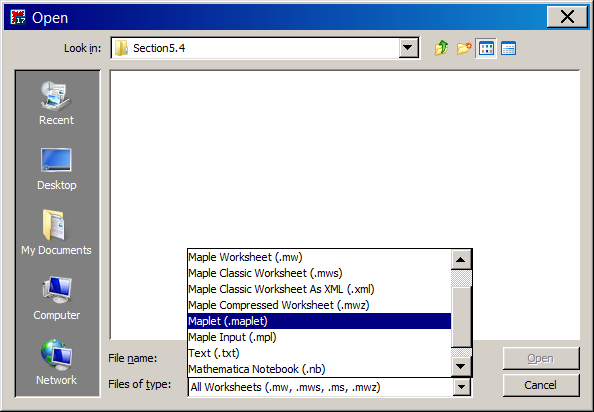 17 Open
Look in: Section5.4
Recent
Desktop
My Documents
Computer
Network
Maple Worksheet (.mw)
Maple Classic Worksheet (.mws)
Maple Classic Worksheet As XML (.xml)
Maple Compressed Worksheet (.mwz)
Maplet (.maplet)
Maple Input (.mpl)
Text (.txt)
Mathematica Notebook (.nb)
File name:
Open
Files of type: All Worksheets (.mw, .mws, .ms, .mwz)
Cancel